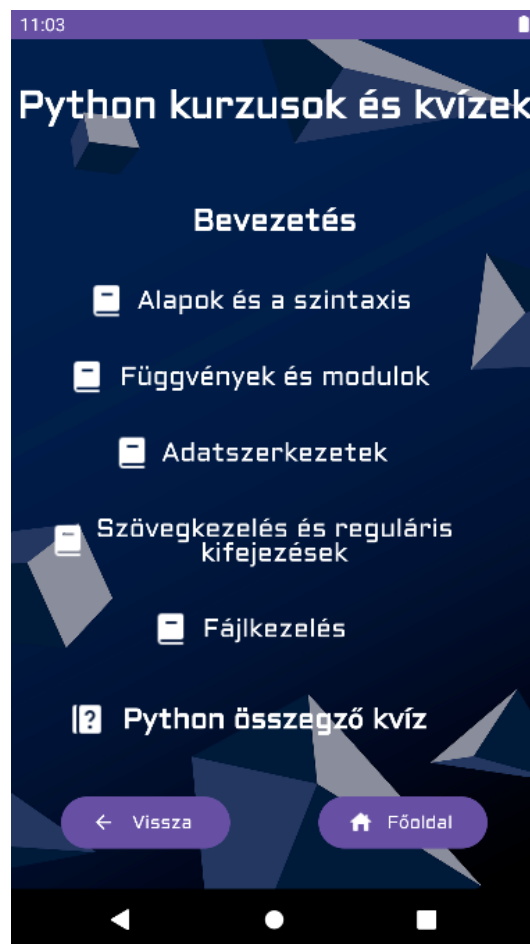 11:03
Python kurzusok és kvízek
Bevezetés
Alapok és a szintaxis
Függvények és modulok
Adatszerkezetek
Szövegkezelés és reguláris
kifejezések
Fájlkezelés
Python összegző kvíz
Vissza
Főoldal